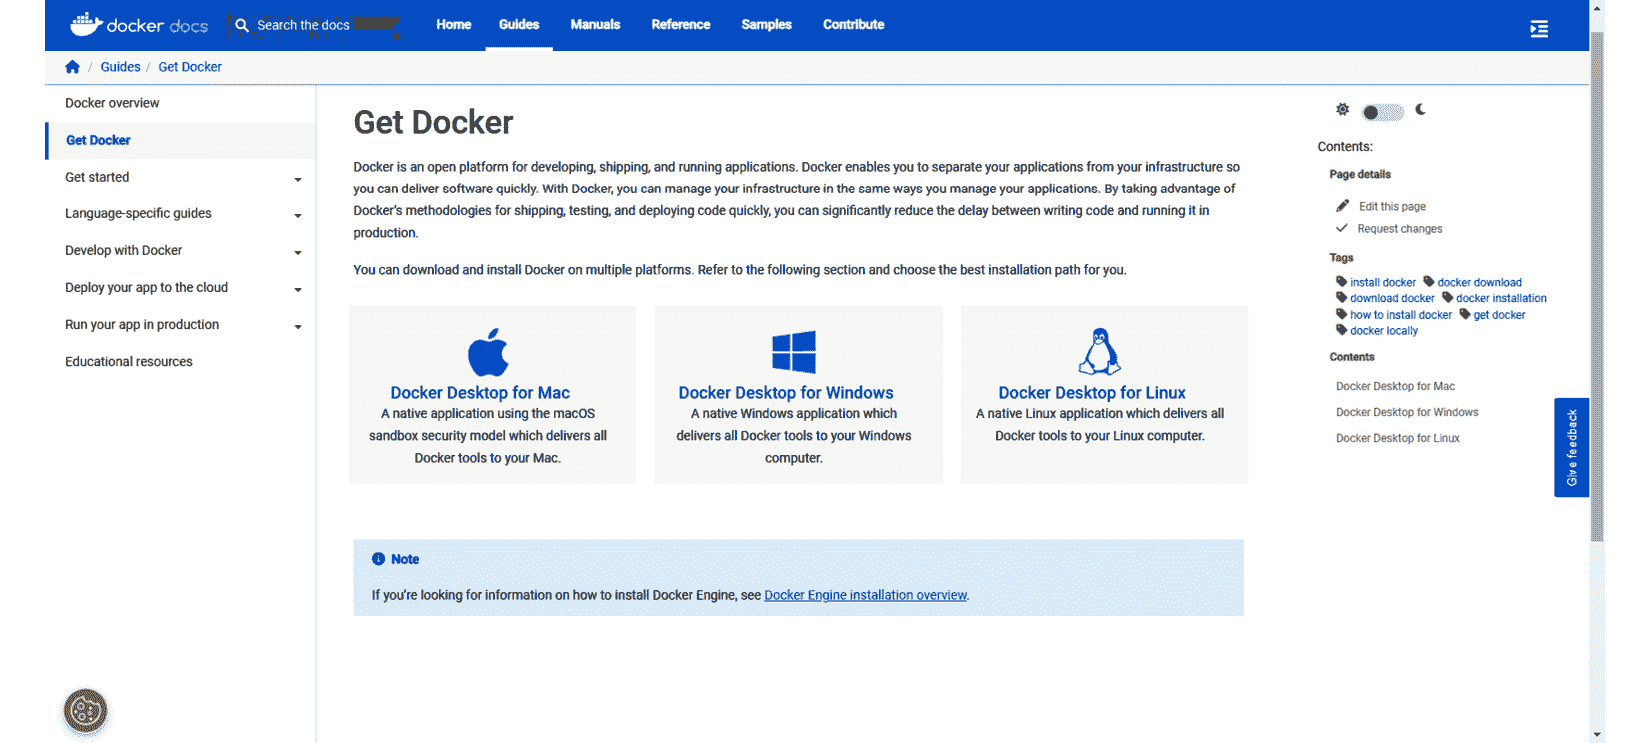 docker docs
Search the docs
Home Guides Manuals Reference Samples Contribute
/ Guides / Get Docker
Docker overview
Get Docker
Get started
Language-specific guides
Develop with Docker
Deploy your app to the cloud
Run your app in production
Educational resources
Get Docker
Docker is an open platform for developing, shipping, and running applications. Docker enables you to separate your applications from your infrastructure so
you can deliver software quickly. With Docker, you can manage your infrastructure in the same ways you manage your applications. By taking advantage of
Docker's methodologies for shipping, testing, and deploying code quickly, you can significantly reduce the delay between writing code and running it in
production.
You can download and install Docker on multiple platforms. Refer to the following section and choose the best installation path for you.
Docker Desktop for Mac
A native application using the macOS
sandbox security model which delivers all
Docker tools to your Mac.
Docker Desktop for Windows
A native Windows application which
delivers all Docker tools to your Windows
computer.
Docker Desktop for Linux
A native Linux application which delivers all
Docker tools to your Linux computer.
Note
If you're looking for information on how to install Docker Engine, see Docker Engine installation overview.
Contents:
Page details
Edit this page
Request changes
Tags
install docker docker download
download docker docker installation
how to install docker get docker
docker locally
Contents
Docker Desktop for Mac
Docker Desktop for Windows
Docker Desktop for Linux
Give feedback